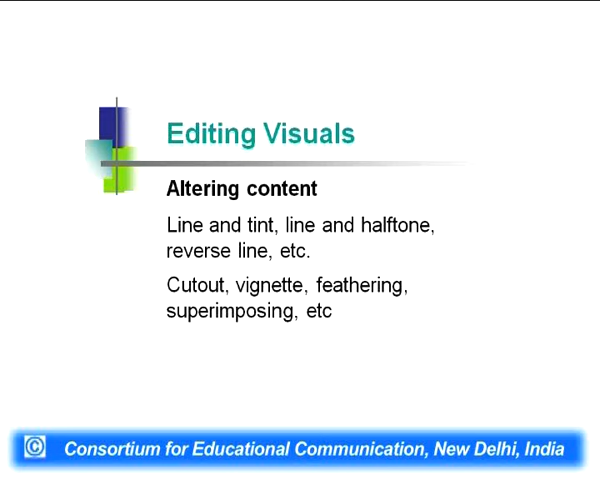 Editing Visuals
Altering content
Line and tint, line and halftone,
reverse line, etc.
Cutout, vignette, feathering,
superimposing, etc
© Consortium for Educational Communication, New Delhi, India